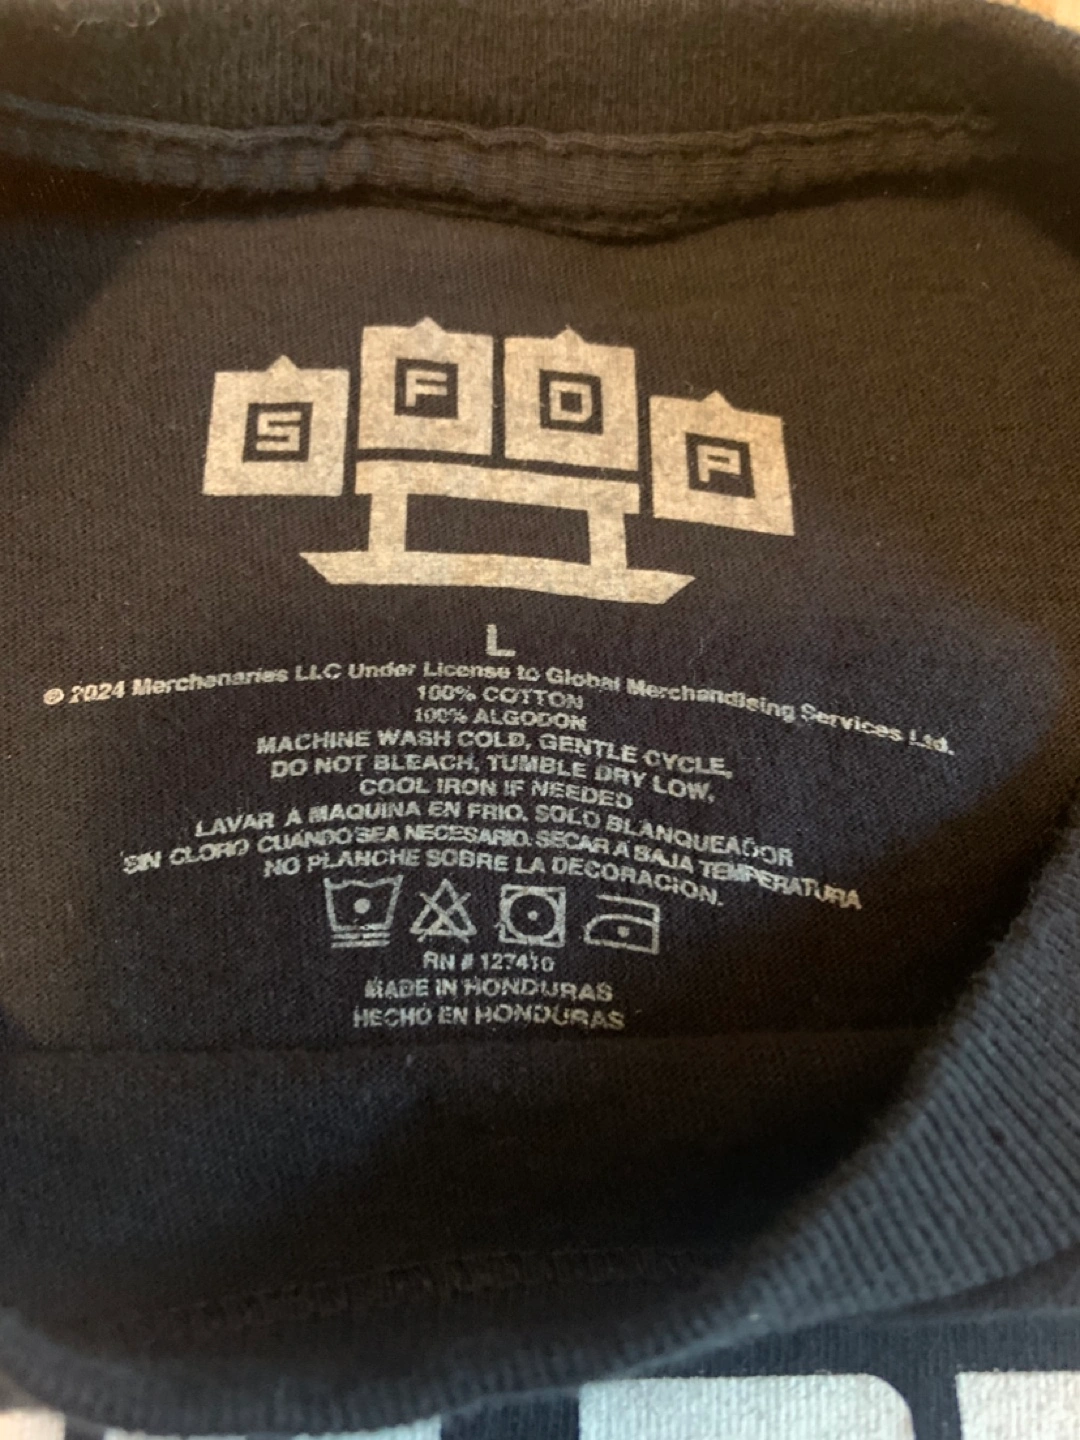 S F D P
L
© 2024 Merchenaries LLC Under License to Global Merchandising Services Ltd.
100% COTTON
100% ALGODON
MACHINE WASH COLD, GENTLE CYCLE,
DO NOT BLEACH, TUMBLE DRY LOW,
COOL IRON IF NEEDED
LAVAR A MAQUINA EN FRIO. SOLO BLANQUEADOR
SIN CLORO CUANDO SEA NECESARIO. SECAR A BAJA TEMPERATURA
NO PLANCHE SOBRE LA DECORACION.
RN # 127410
MADE IN HONDURAS
HECHO EN HONDURAS